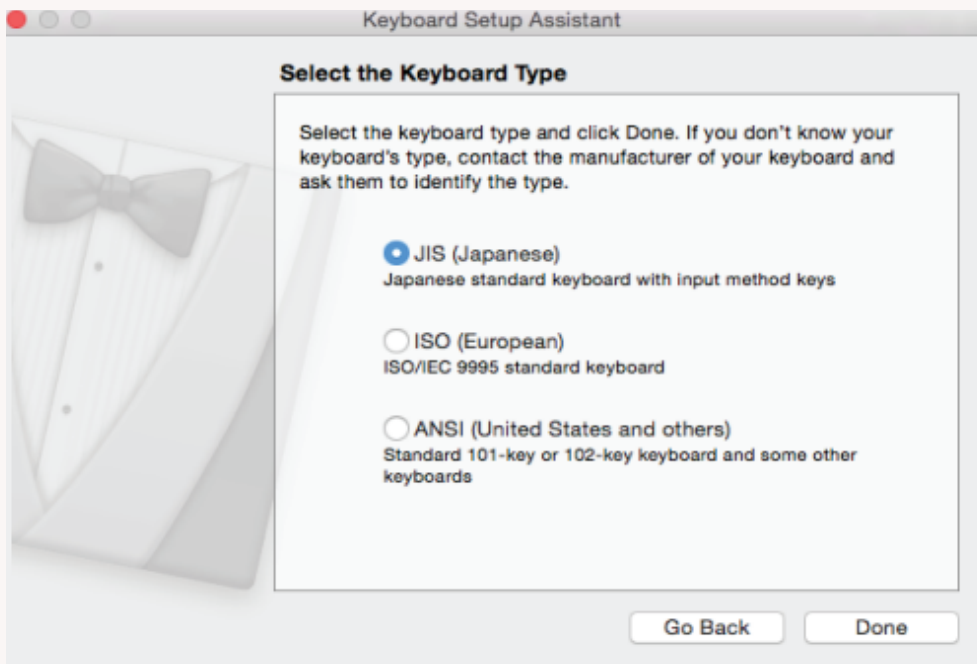 Keyboard Setup Assistant
Select the Keyboard Type
Select the keyboard type and click Done. If you don't know your
keyboard's type, contact the manufacturer of your keyboard and
ask them to identify the type.
JIS (Japanese)
Japanese standard keyboard with input method keys
ISO (European)
ISO/IEC 9995 standard keyboard
ANSI (United States and others)
Standard 101-key or 102-key keyboard and some other
keyboards
Go Back
Done